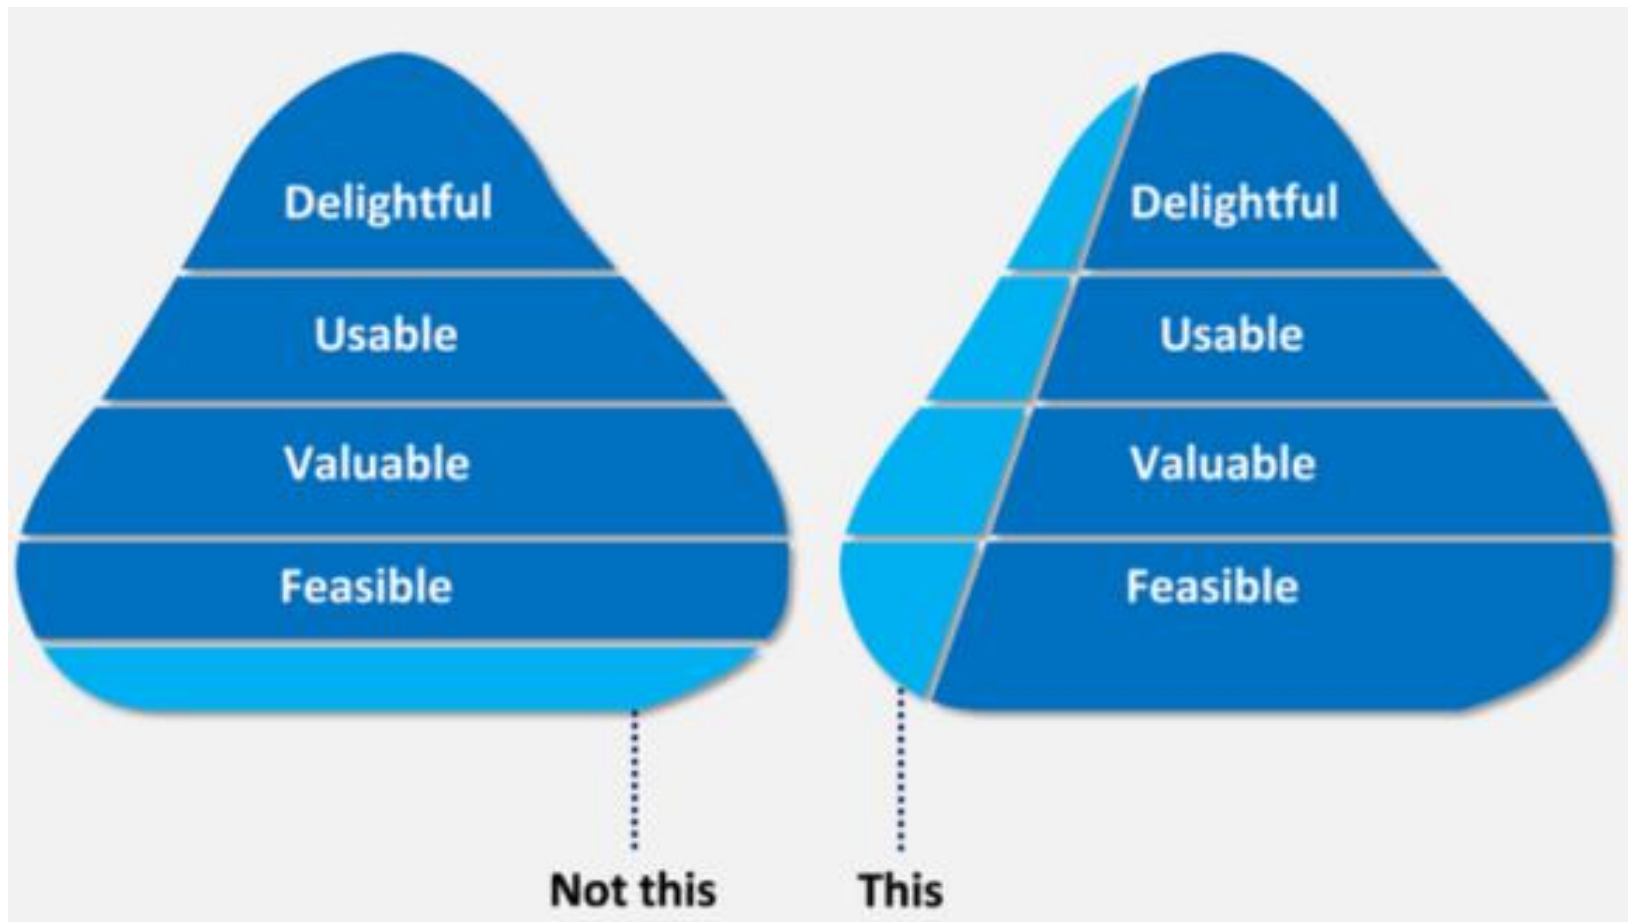 Delightful
Usable
Valuable
Feasible
Not this
Delightful
Usable
Valuable
Feasible
This